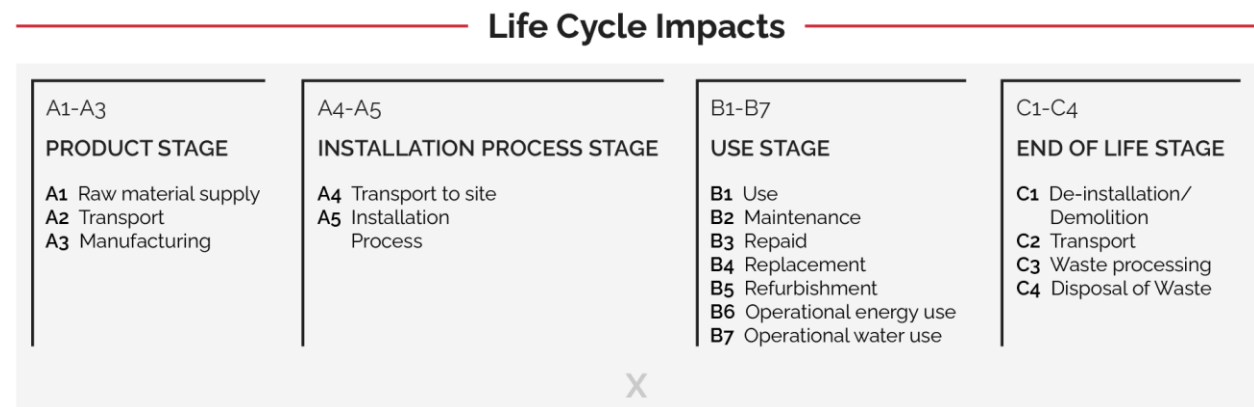 Life Cycle Impacts
A1-A3
PRODUCT STAGE
A1 Raw material supply
A2 Transport
A3 Manufacturing
A4-A5
INSTALLATION PROCESS STAGE
A4 Transport to site
A5 Installation
Process
B1-B7
USE STAGE
B1 Use
B2 Maintenance
B3 Repaid
B4 Replacement
B5 Refurbishment
B6 Operational energy use
B7 Operational water use
C1-C4
END OF LIFE STAGE
C1 De-installation/
Demolition
C2 Transport
C3 Waste processing
C4 Disposal of Waste
X